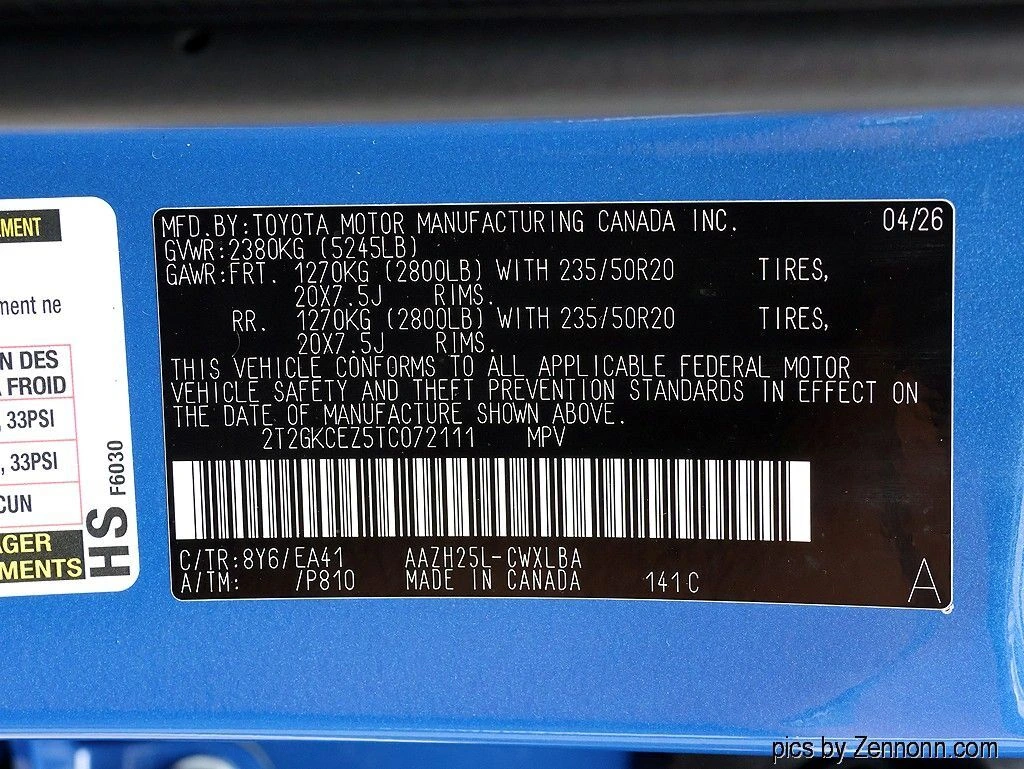 EMENT
ment ne
N DES
A FROID
, 33PSI
, 33PSI
CUN
AGER
MENTS
HS F6030
MFD.BY:TOYOTA MOTOR MANUFACTURING CANADA INC. 04/26
GVWR:2380KG (5245LB)
GAWR:FRT. 1270KG (2800LB) WITH 235/50R20 TIRES,
20X7.5J RIMS.
RR. 1270KG (2800LB) WITH 235/50R20 TIRES,
20X7.5J RIMS.
THIS VEHICLE CONFORMS TO ALL APPLICABLE FEDERAL MOTOR
VEHICLE SAFETY AND THEFT PREVENTION STANDARDS IN EFFECT ON
THE DATE OF MANUFACTURE SHOWN ABOVE.
2T2GKCEZ5TC072111 MPV
C/TR:8Y6/EA41 AAZH25L-CWXLBA
A/TM: /P810 MADE IN CANADA 141C A
pics by Zennonn.com